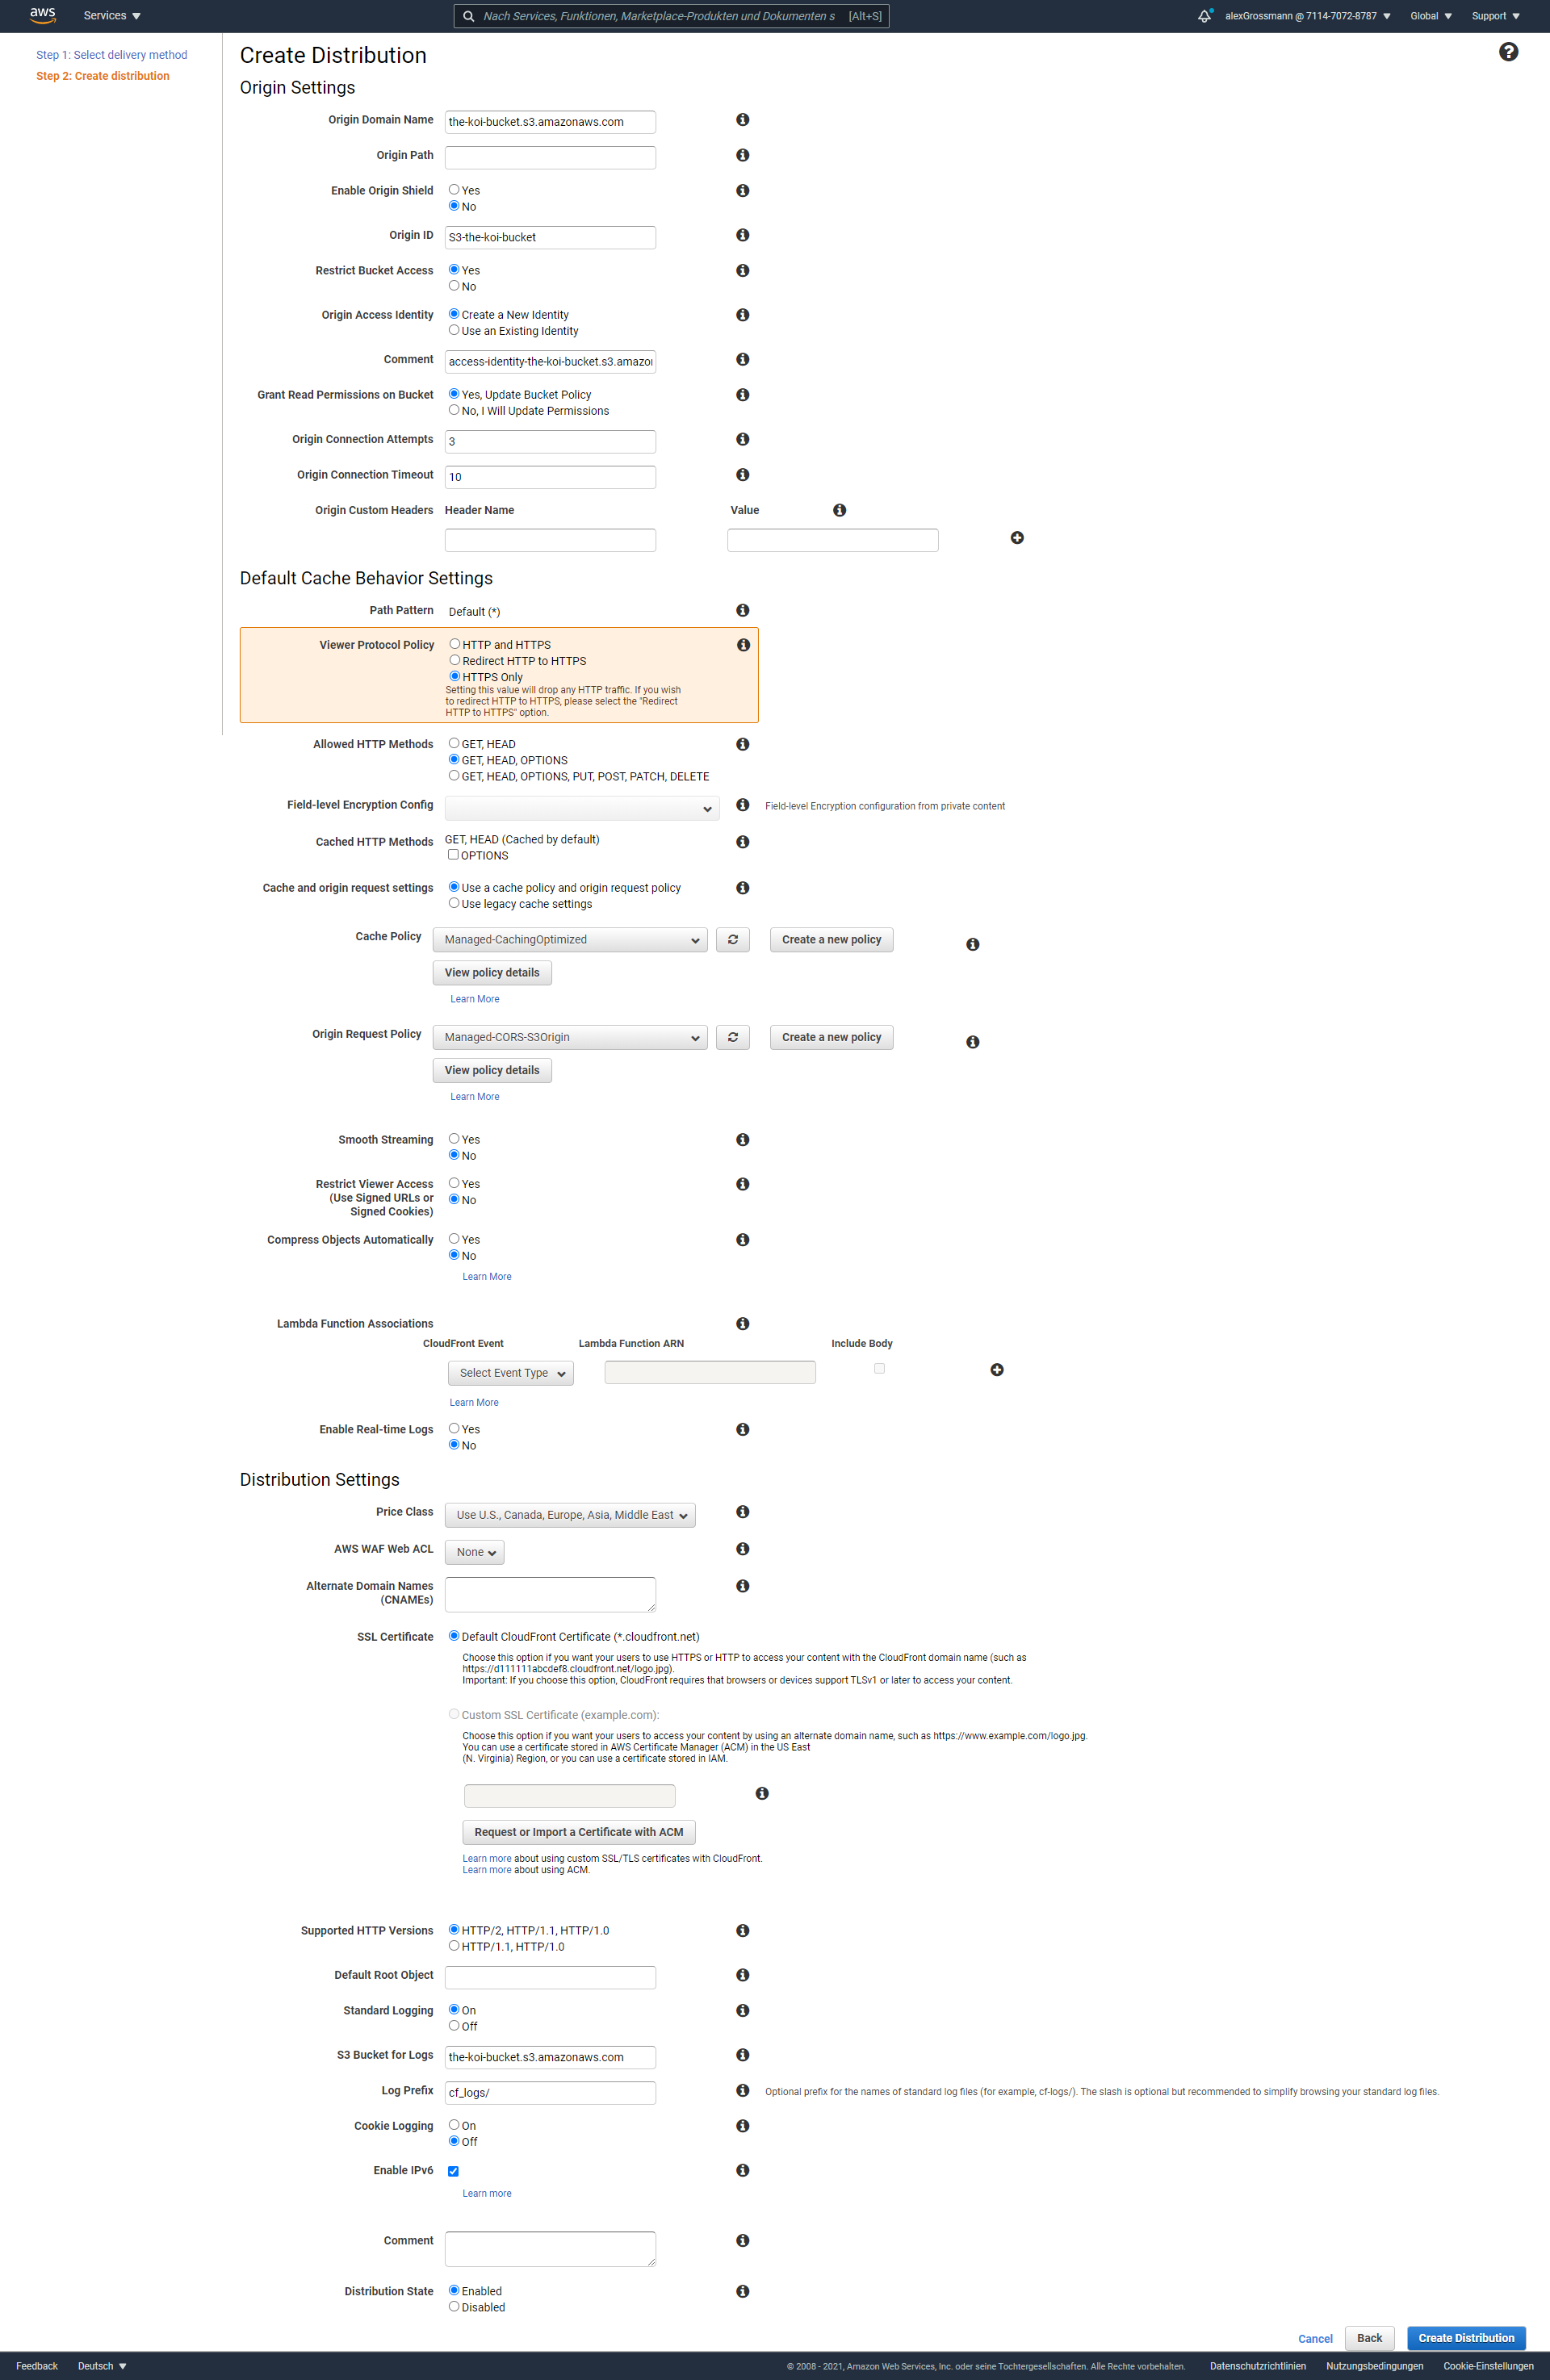 aws
Services
Nach Services, Funktionen, Marketplace-Produkten und Dokumenten s
[Alt+S]
alexGrossmann @ 7114-7072-8787
Global
Support
Step 1: Select delivery method
Step 2: Create distribution
Create Distribution
Origin Settings
Origin Domain Name the-koi-bucket.s3.amazonaws.com
Origin Path
Enable Origin Shield Yes
No
Origin ID S3-the-koi-bucket
Restrict Bucket Access Yes
No
Origin Access Identity Create a New Identity
Use an Existing Identity
Comment access-identity-the-koi-bucket.s3.amazo
Grant Read Permissions on Bucket Yes, Update Bucket Policy
No, I Will Update Permissions
Origin Connection Attempts 3
Origin Connection Timeout 10
Origin Custom Headers Header Name Value
Default Cache Behavior Settings
Path Pattern Default (*)
Viewer Protocol Policy HTTP and HTTPS
Redirect HTTP to HTTPS
HTTPS Only
Setting this value will drop any HTTP traffic. If you wish
to redirect HTTP to HTTPS, please select the "Redirect
HTTP to HTTPS" option.
Allowed HTTP Methods GET, HEAD
GET, HEAD, OPTIONS
GET, HEAD, OPTIONS, PUT, POST, PATCH, DELETE
Field-level Encryption Config Field-level Encryption configuration from private content
Cached HTTP Methods GET, HEAD (Cached by default)
OPTIONS
Cache and origin request settings Use a cache policy and origin request policy
Use legacy cache settings
Cache Policy Managed-CachingOptimized Create a new policy
View policy details
Learn More
Origin Request Policy Managed-CORS-S3Origin Create a new policy
View policy details
Learn More
Smooth Streaming Yes
No
Restrict Viewer Access Yes
(Use Signed URLs or No
Signed Cookies)
Compress Objects Automatically Yes
No
Learn More
Lambda Function Associations
CloudFront Event Lambda Function ARN Include Body
Select Event Type
Learn More
Enable Real-time Logs Yes
No
Distribution Settings
Price Class Use U.S., Canada, Europe, Asia, Middle East
AWS WAF Web ACL None
Alternate Domain Names
(CNAMEs)
SSL Certificate Default CloudFront Certificate (*.cloudfront.net)
Choose this option if you want your users to use HTTPS or HTTP to access your content with the CloudFront domain name (such as
https://d111111abcdef8.cloudfront.net/logo.jpg).
Important: If you choose this option, CloudFront requires that browsers or devices support TLSv1 or later to access your content.
Custom SSL Certificate (example.com):
Choose this option if you want your users to access your content by using an alternate domain name, such as https://www.example.com/logo.jpg.
You can use a certificate stored in AWS Certificate Manager (ACM) in the US East
(N. Virginia) Region, or you can use a certificate stored in IAM.
Request or Import a Certificate with ACM
Learn more about using custom SSL/TLS certificates with CloudFront.
Learn more about using ACM.
Supported HTTP Versions HTTP/2, HTTP/1.1, HTTP/1.0
HTTP/1.1, HTTP/1.0
Default Root Object
Standard Logging On
Off
S3 Bucket for Logs the-koi-bucket.s3.amazonaws.com
Log Prefix cf_logs/ Optional prefix for the names of standard log files (for example, cf-logs/). The slash is optional but recommended to simplify browsing your standard log files.
Cookie Logging On
Off
Enable IPv6
Learn more
Comment
Distribution State Enabled
Disabled
Cancel
Back
Create Distribution
Feedback
Deutsch
© 2008 - 2021, Amazon Web Services, Inc. oder seine Tochtergesellschaften. Alle Rechte vorbehalten.
Datenschutzrichtlinien
Nutzungsbedingungen
Cookie-Einstellungen